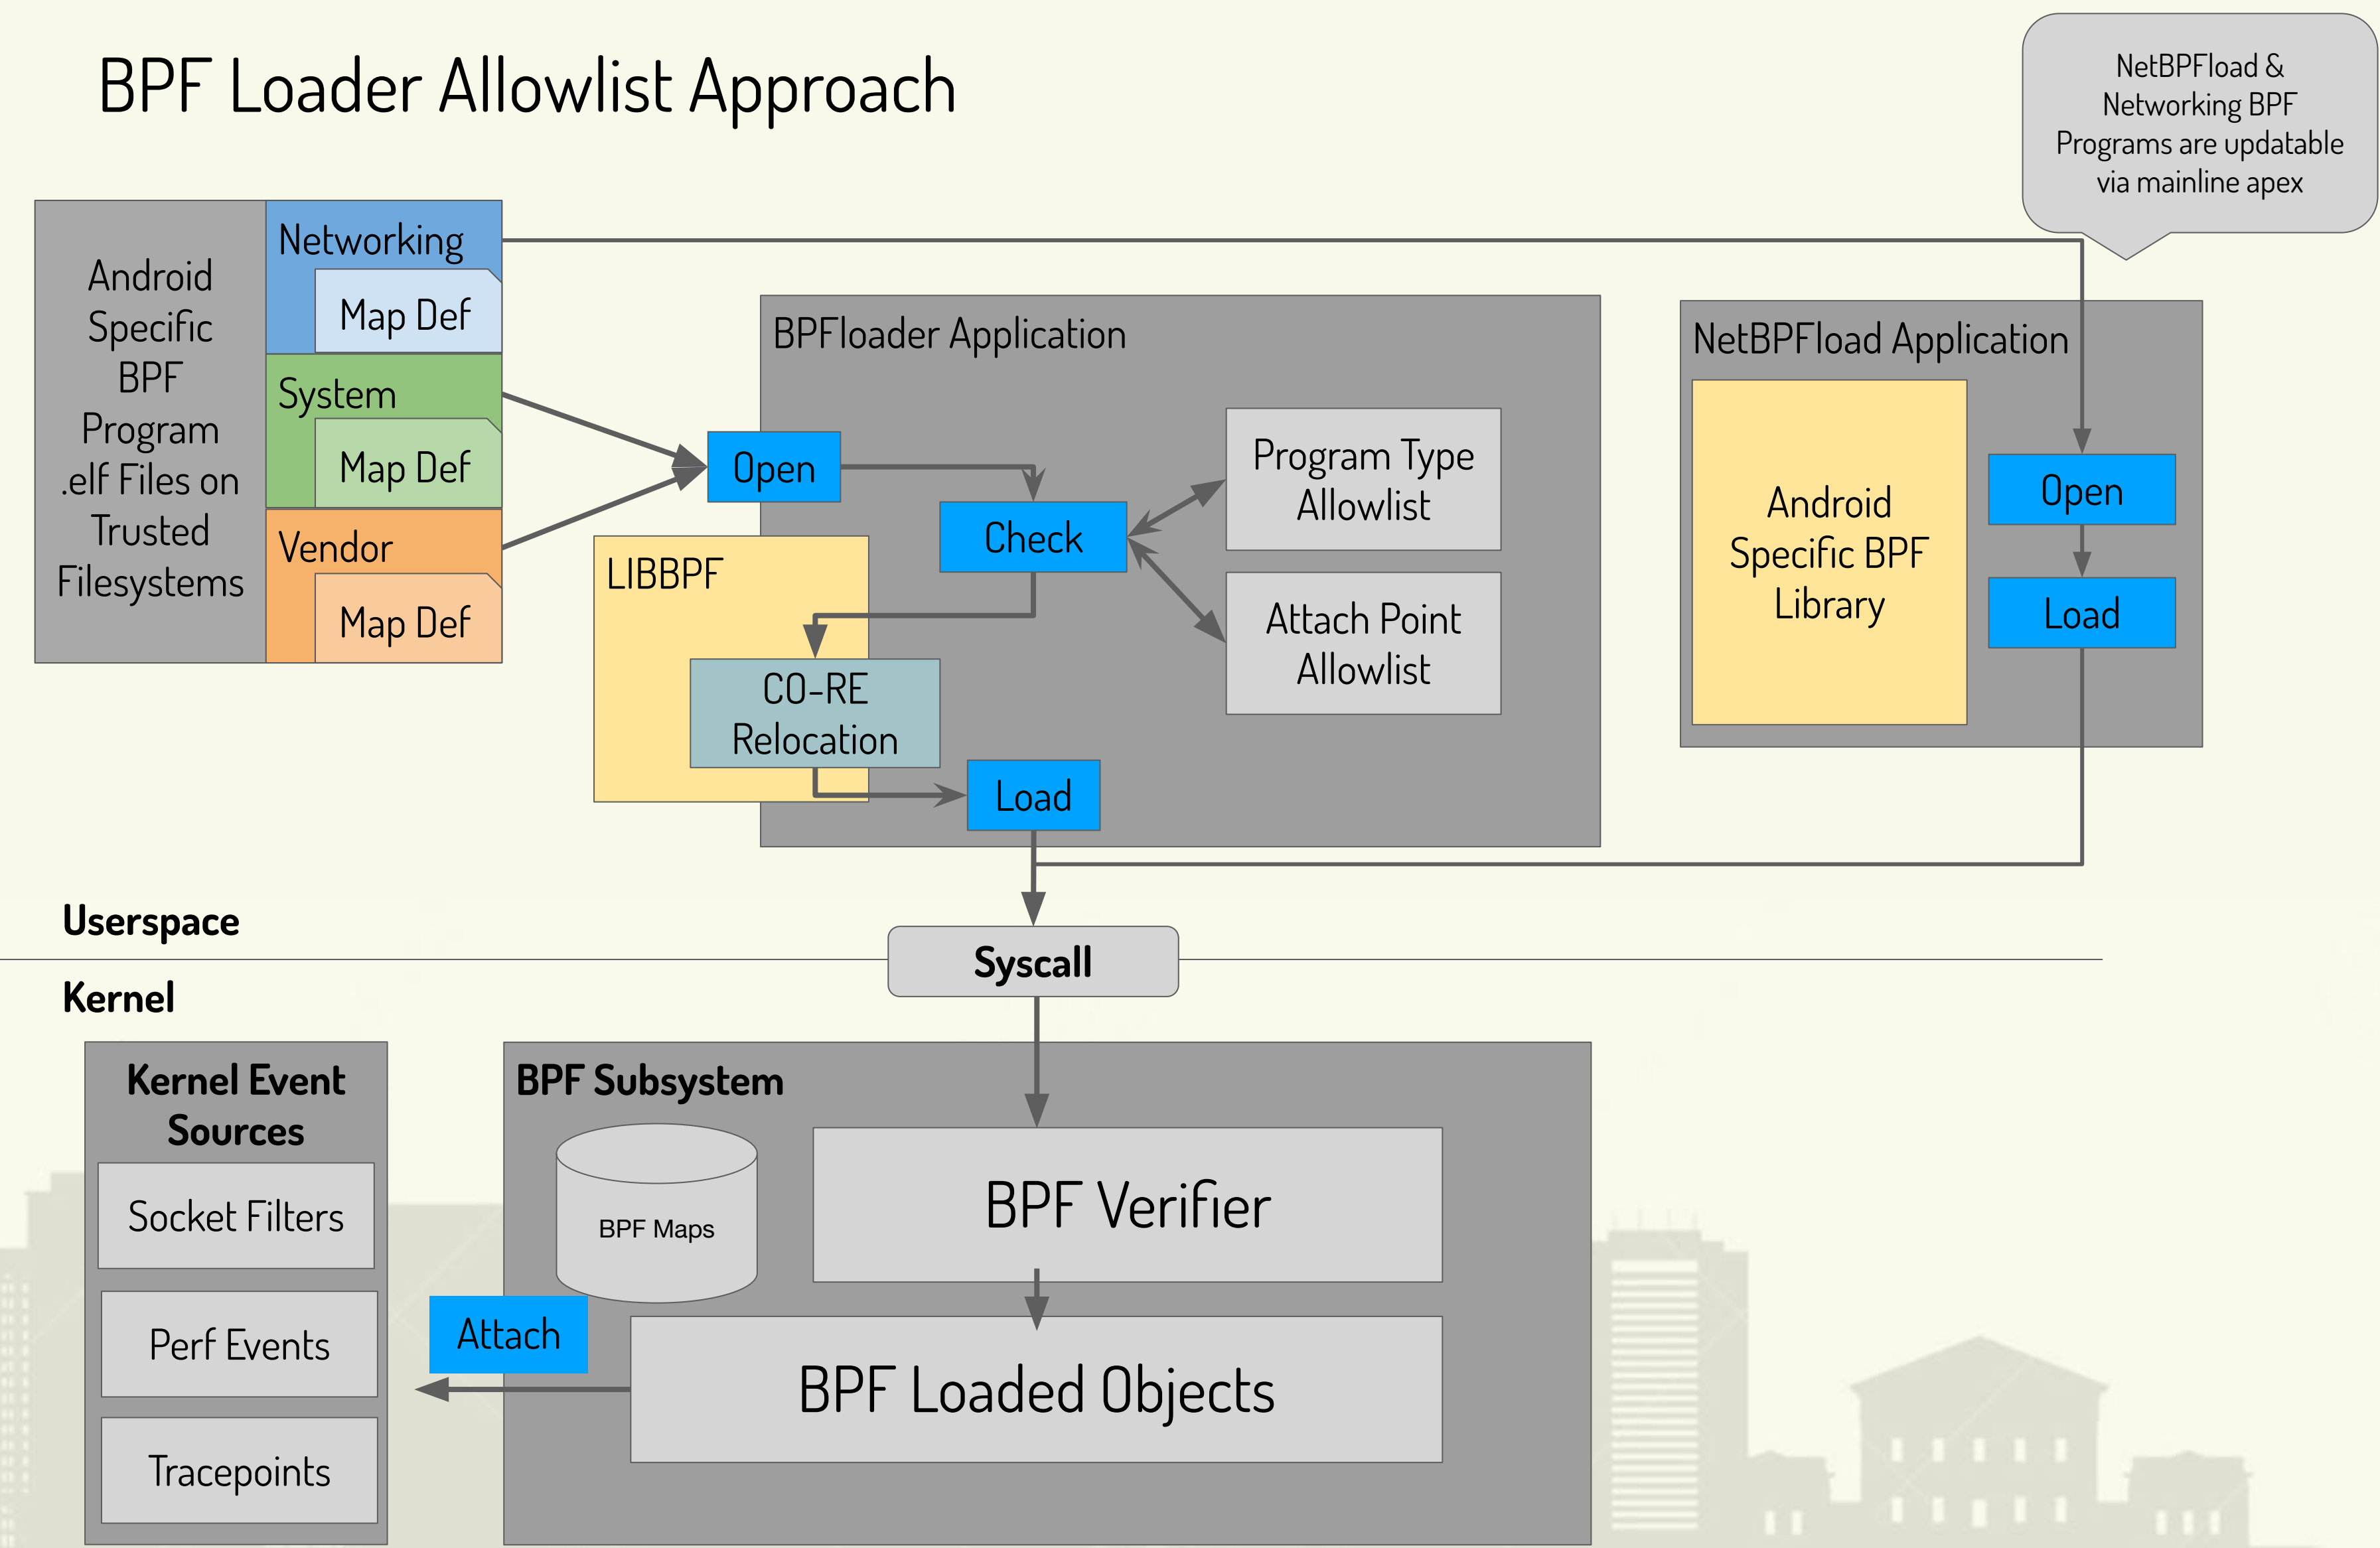 BPF Loader Allowlist Approach
NetBPFload &
Networking BPF
Programs are updatable
via mainline apex
Android
Specific
BPF
Program
.elf Files on
Trusted
Filesystems
Networking
Map Def
System
Map Def
Vendor
Map Def
BPFloader Application
Open
Check
Program Type
Allowlist
Attach Point
Allowlist
LIBBPF
CO-RE
Relocation
Load
NetBPFload Application
Android
Specific BPF
Library
Open
Load
Userspace
Syscall
Kernel
Kernel Event
Sources
Socket Filters
Perf Events
Tracepoints
BPF Subsystem
BPF Maps
BPF Verifier
Attach
BPF Loaded Objects